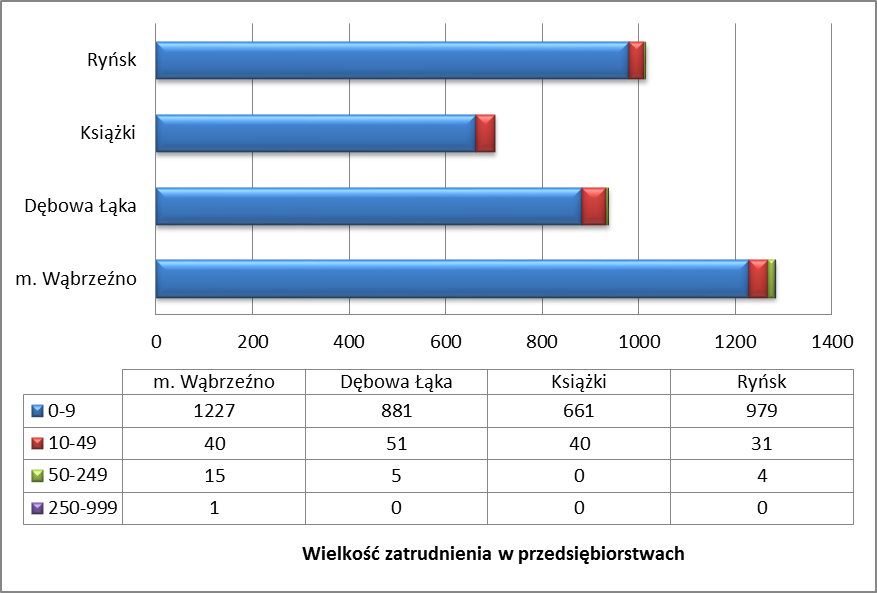 Ryńsk
Książki
Dębowa Łąka
m. Wąbrzeźno
0 200 400 600 800 1000 1200 1400
m. Wąbrzeźno Dębowa Łąka Książki Ryńsk
0-9 1227 881 661 979
10-49 40 51 40 31
50-249 15 5 0 4
250-999 1 0 0 0
Wielkość zatrudnienia w przedsiębiorstwach